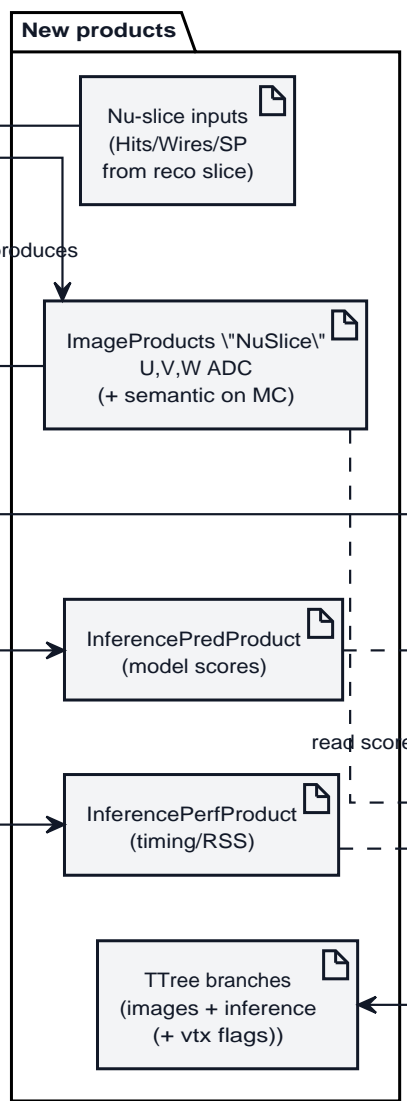 New products
Nu-slice inputs
(Hits/Wires/SP
from reco slice)
produces
ImageProducts \"NuSlice\"
U,V,W ADC
(+ semantic on MC)
InferencePredProduct
(model scores)
read score
InferencePerfProduct
(timing/RSS)
TTree branches
(images + inference
(+ vtx flags))